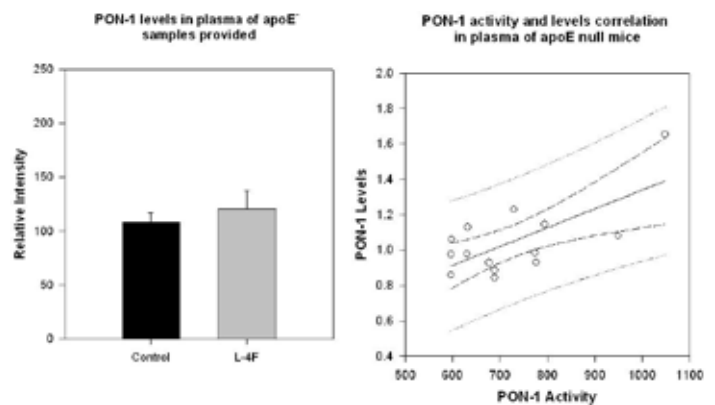 PON-1 levels in plasma of apoE-
samples provided
250
200
150
100
50
0
Relative Intensity
Control
L-4F
PON-1 activity and levels correlation
in plasma of apoE null mice
2.0
1.8
1.6
1.4
1.2
1.0
0.8
0.6
0.4
PON-1 Levels
500
600
700
800
900
1000
1100
PON-1 Activity